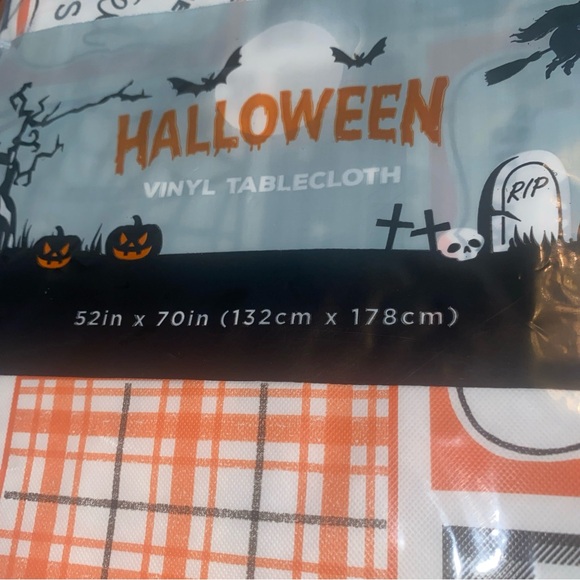 HALLOWEEN
VINYL TABLECLOTH
RIP
52in x 70in (132cm x 178cm)